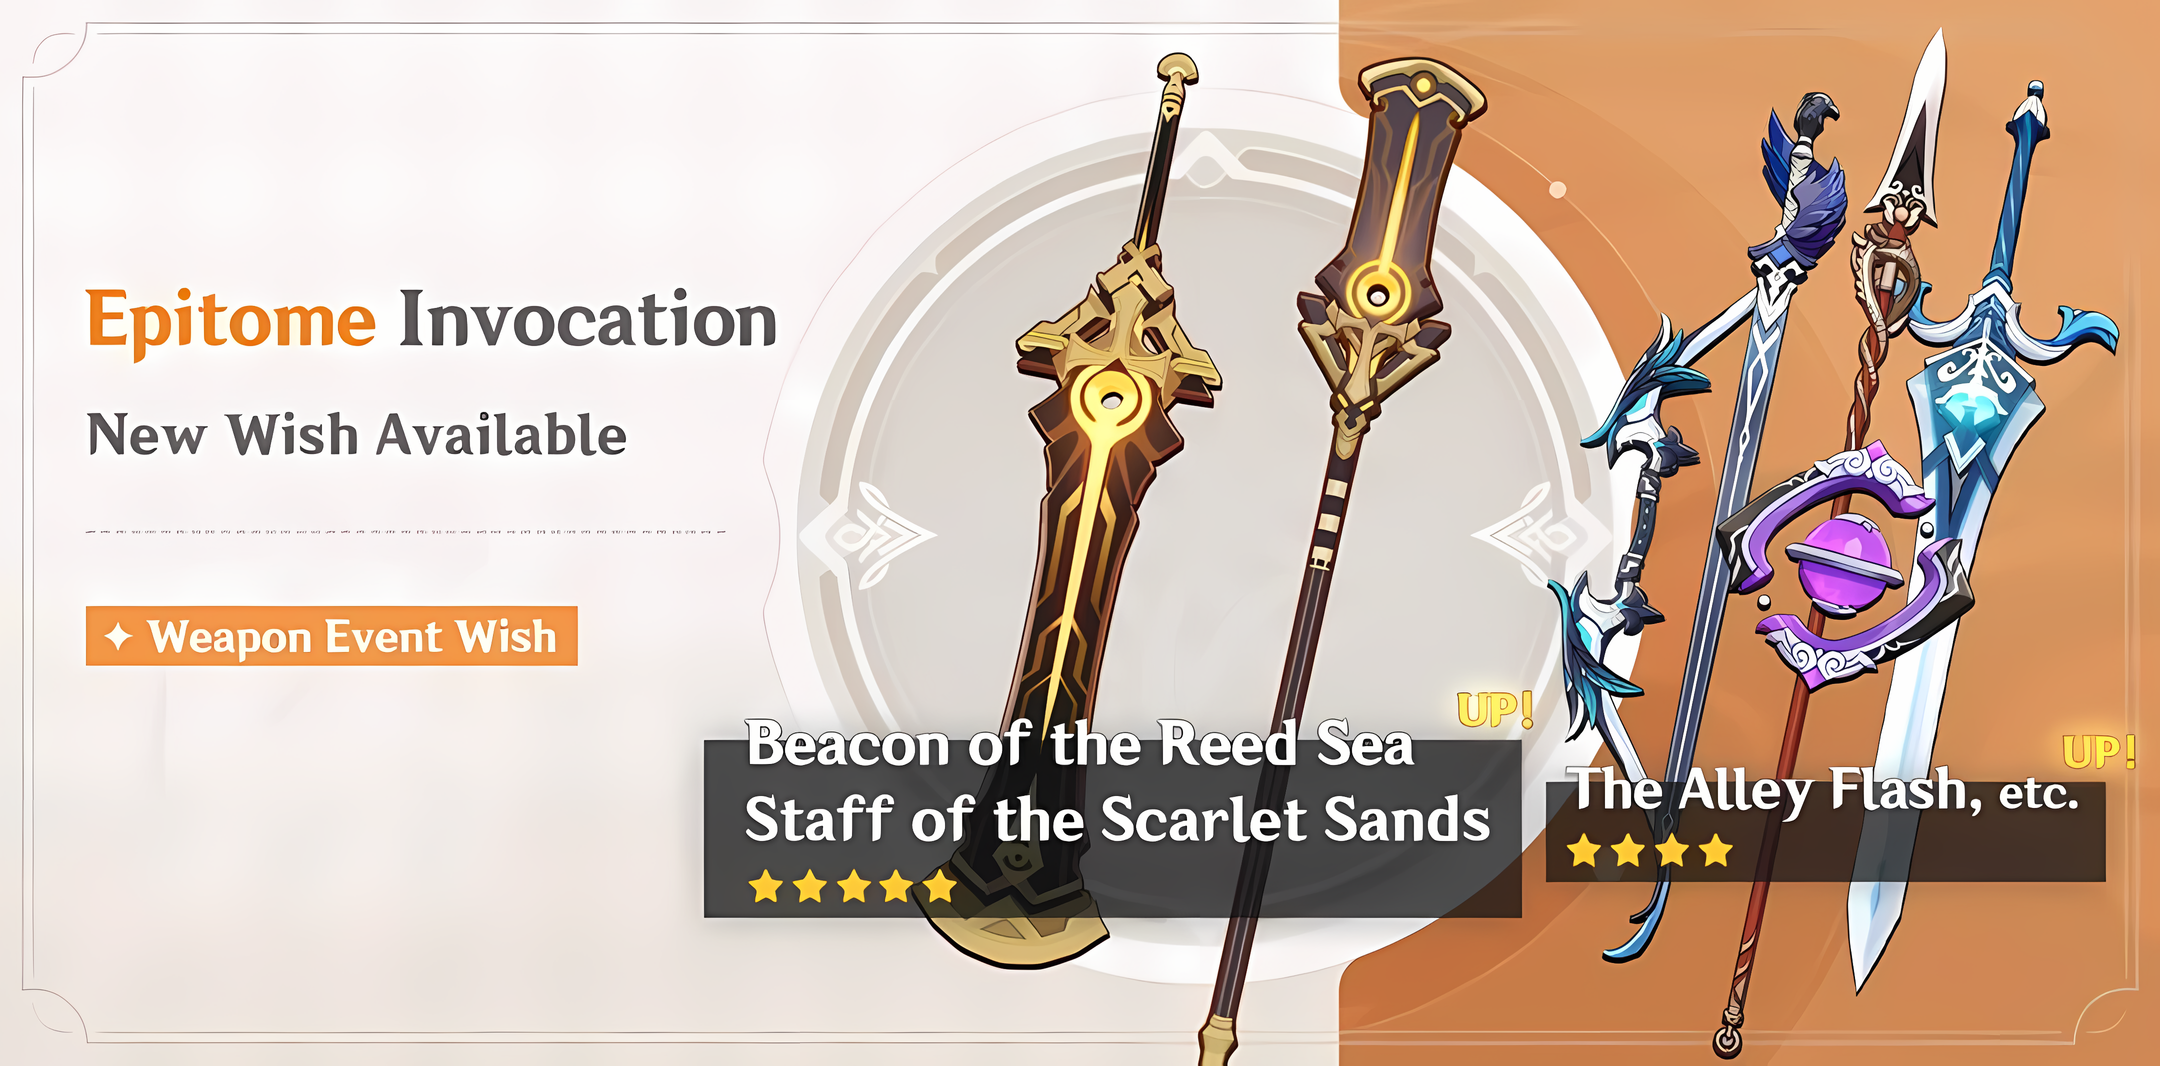 Epitome Invocation
New Wish Available
Weapon Event Wish
UP!
Beacon of the Reed Sea
Staff of the Scarlet Sands
UP!
The Alley Flash, etc.